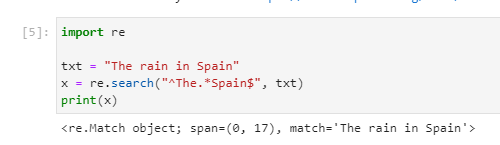 [5]: import re
txt = "The rain in Spain"
x = re.search("^The.*Spain$", txt)
print(x)
<re.Match object; span=(0, 17), match='The rain in Spain'>